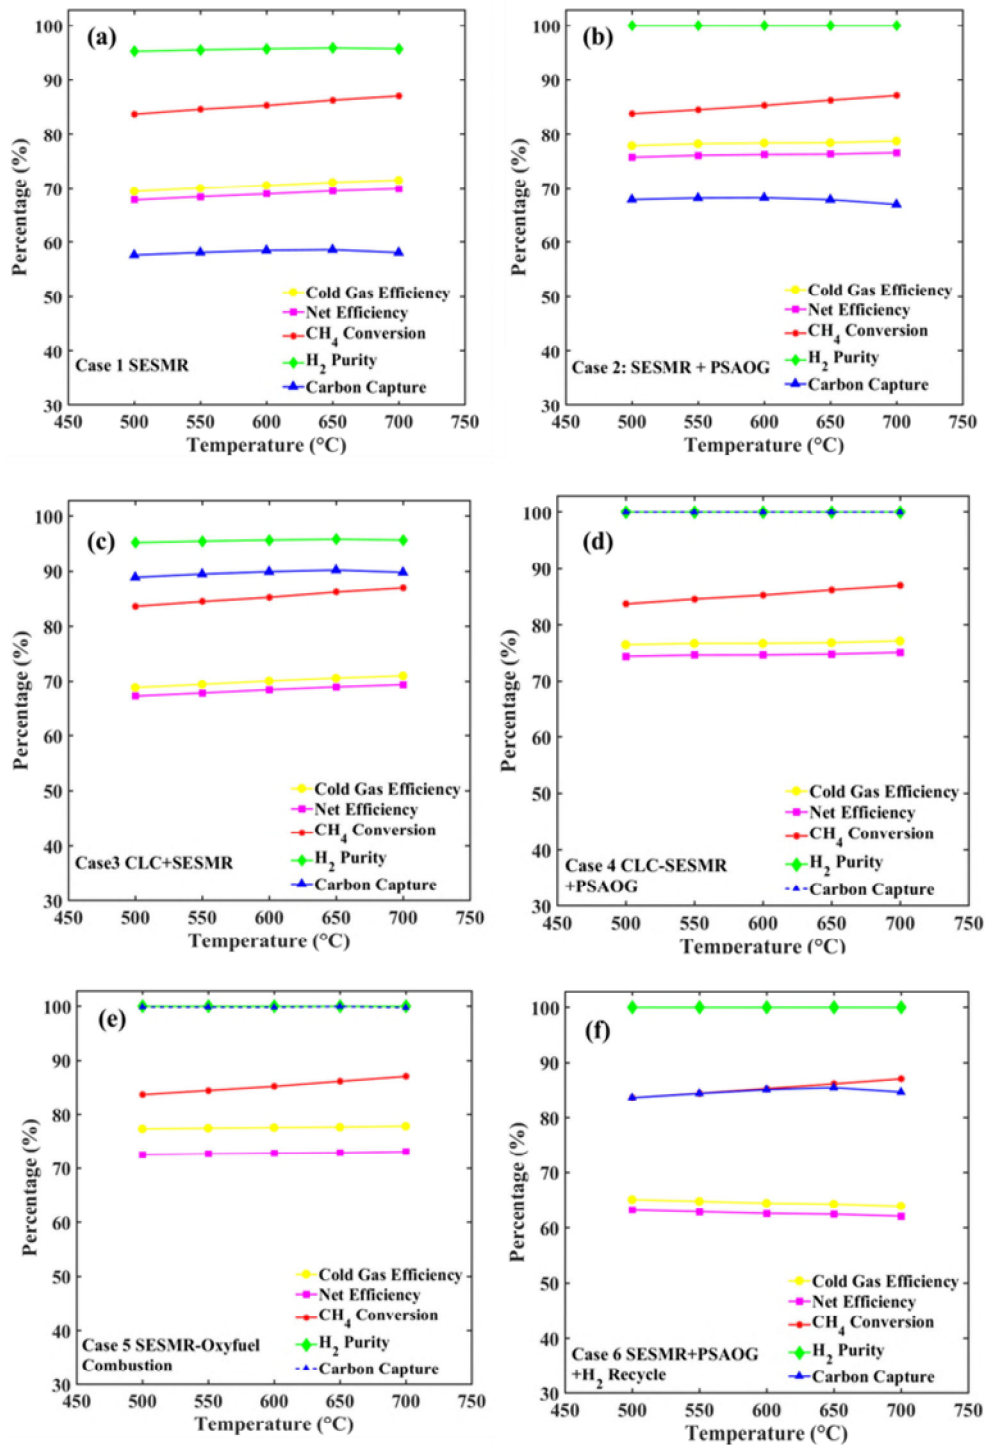 (a)
100
90
80
70
60
50
40
30
Percentage (%)
Cold Gas Efficiency
Net Efficiency
CH4 Conversion
H2 Purity
Carbon Capture
Case 1 SESMR
450 500 550 600 650 700 750
Temperature (°C)
(b)
100
90
80
70
60
50
40
30
Percentage (%)
Cold Gas Efficiency
Net Efficiency
CH4 Conversion
H2 Purity
Carbon Capture
Case 2: SESMR + PSAOG
450 500 550 600 650 700 750
Temperature (°C)
(c)
100
90
80
70
60
50
40
30
Percentage (%)
Cold Gas Efficiency
Net Efficiency
CH4 Conversion
H2 Purity
Carbon Capture
Case3 CLC+SESMR
450 500 550 600 650 700 750
Temperature (°C)
(d)
100
90
80
70
60
50
40
30
Percentage (%)
Cold Gas Efficiency
Net Efficiency
CH4 Conversion
H2 Purity
Carbon Capture
Case 4 CLC-SESMR
+PSAOG
450 500 550 600 650 700 750
Temperature (°C)
(e)
100
90
80
70
60
50
40
30
Percentage (%)
Cold Gas Efficiency
Net Efficiency
CH4 Conversion
H2 Purity
Carbon Capture
Case 5 SESMR-Oxyfuel
Combustion
450 500 550 600 650 700 750
Temperature (°C)
(f)
100
90
80
70
60
50
40
30
Percentage (%)
Cold Gas Efficiency
Net Efficiency
CH4 Conversion
H2 Purity
Carbon Capture
Case 6 SESMR+PSAOG
+H2 Recycle
450 500 550 600 650 700 750
Temperature (°C)